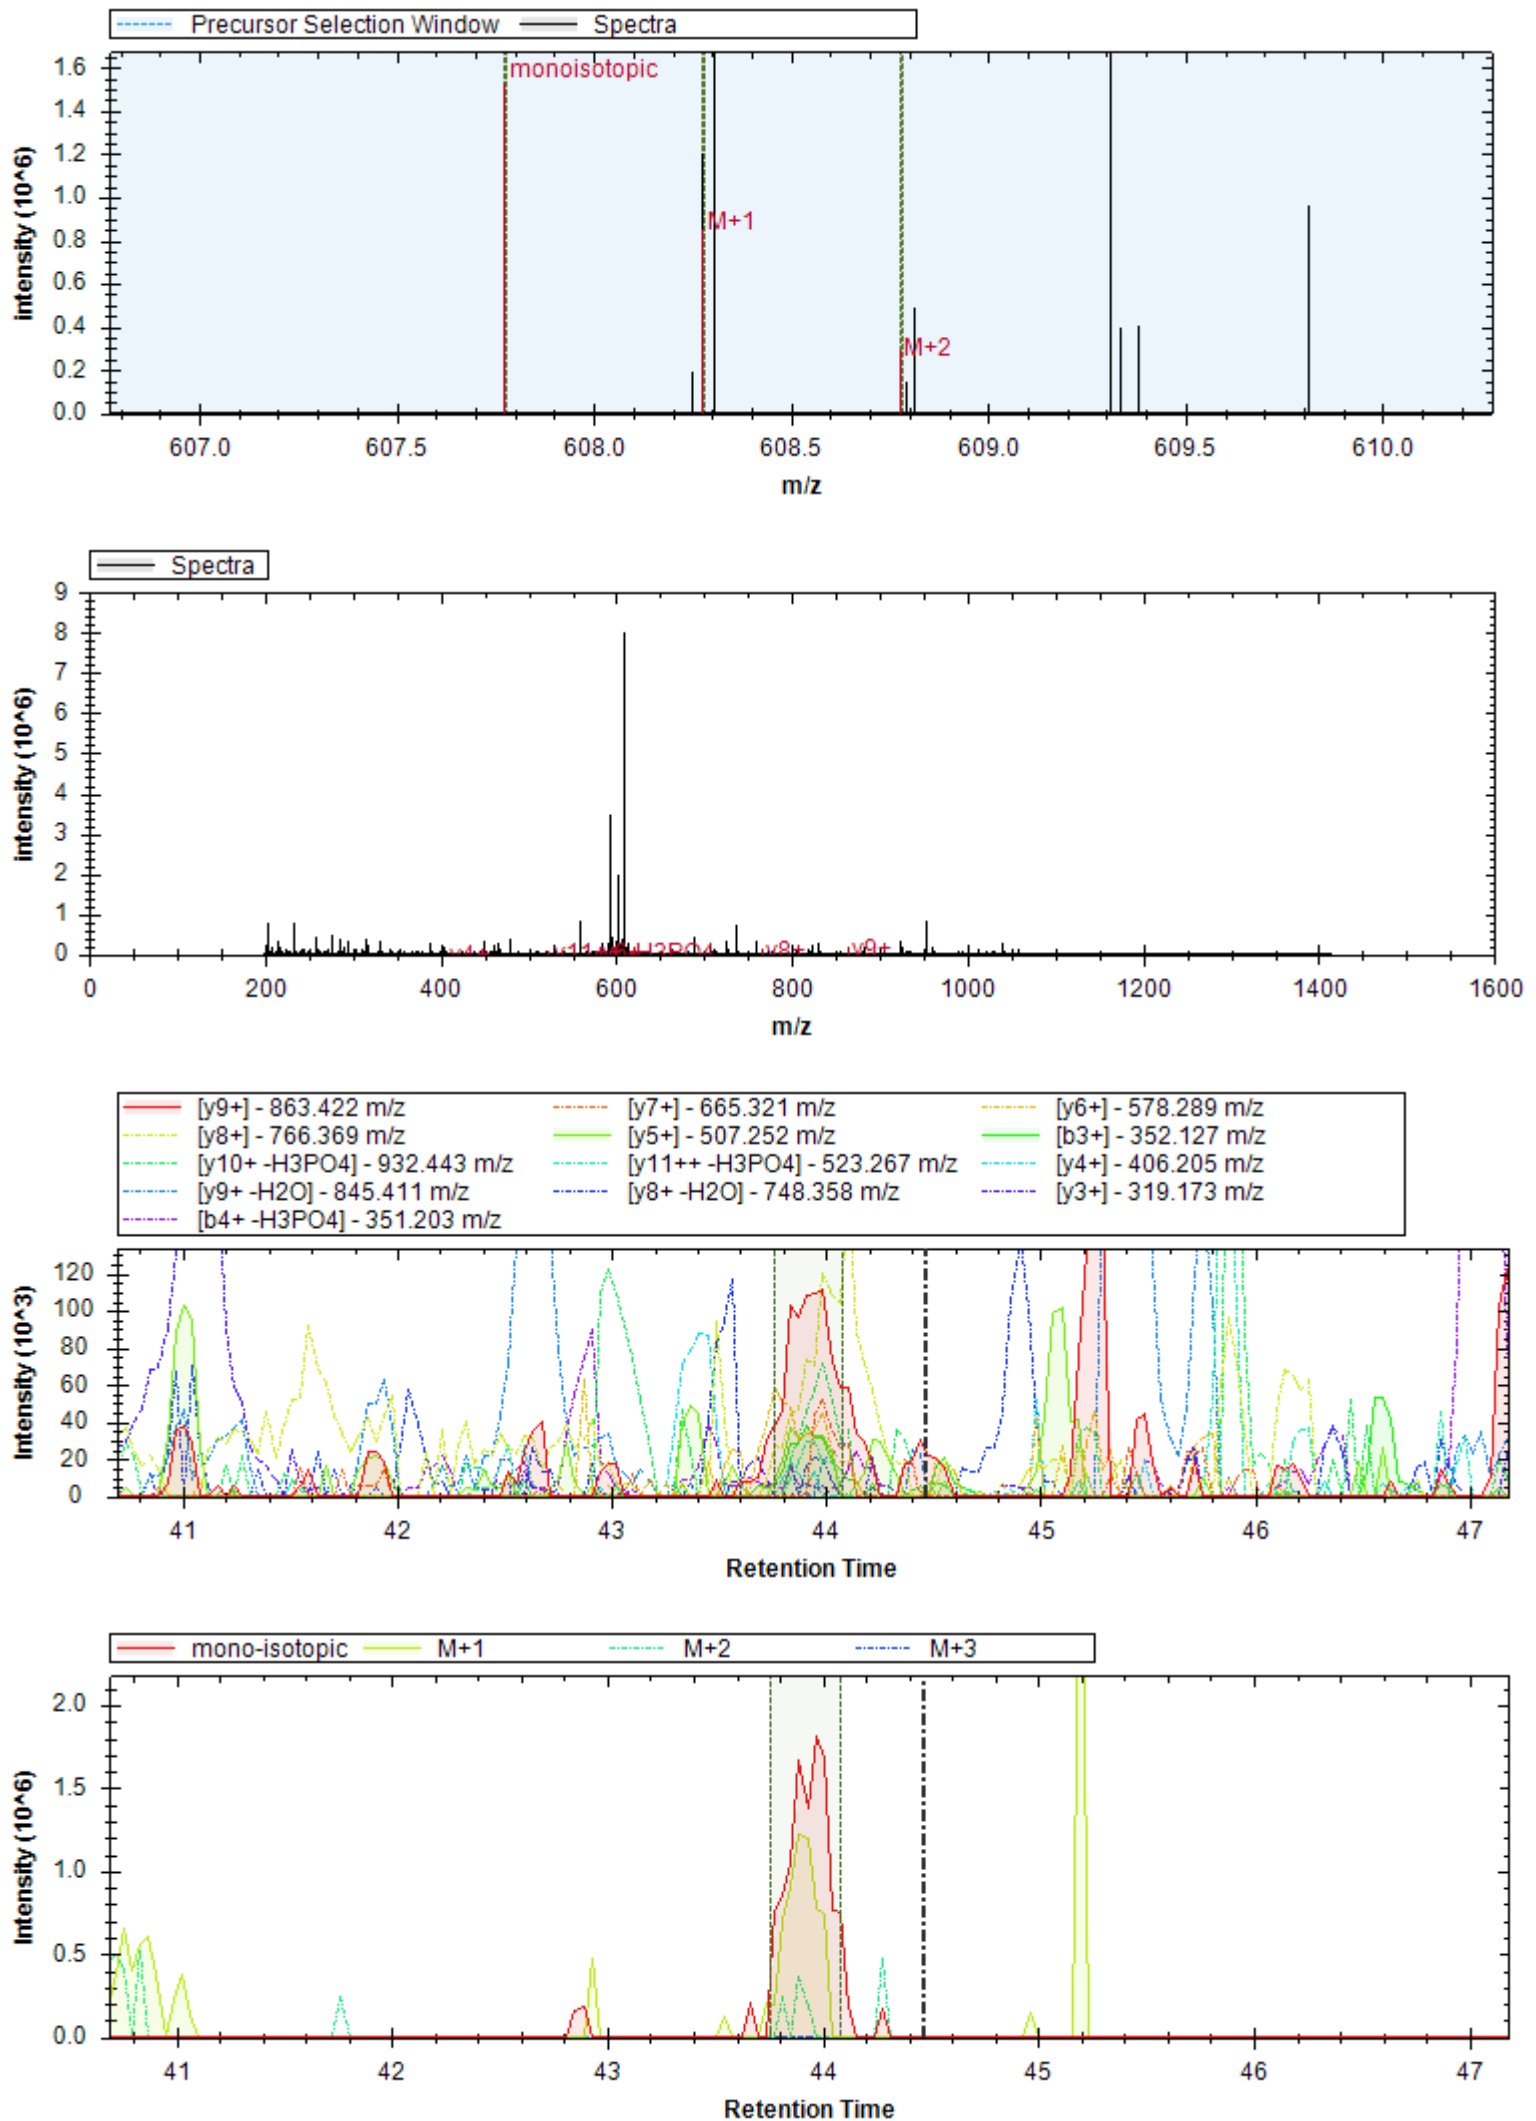 Precursor Selection Window Spectra
monoisotopic
M+1
M+2
1.6
1.4
1.2
1.0
0.8
0.6
0.4
0.2
0.0
intensity (10^6)
607.0 607.5 608.0 608.5 609.0 609.5 610.0
m/z
Spectra
9
8
7
6
5
4
3
2
1
0
intensity (10^6)
y8+ y9+
0 200 400 600 800 1000 1200 1400 1600
m/z
[y9+] - 863.422 m/z [y7+] - 665.321 m/z [y6+] - 578.289 m/z
[y8+] - 766.369 m/z [y5+] - 507.252 m/z [b3+] - 352.127 m/z
[y10+ -H3PO4] - 932.443 m/z [y11++ -H3PO4] - 523.267 m/z [y4+] - 406.205 m/z
[y9+ -H2O] - 845.411 m/z [y8+ -H2O] - 748.358 m/z [y3+] - 319.173 m/z
[b4+ -H3PO4] - 351.203 m/z
120
100
80
60
40
20
0
Intensity (10^3)
41 42 43 44 45 46 47
Retention Time
mono-isotopic M+1 M+2 M+3
2.0
1.5
1.0
0.5
0.0
Intensity (10^6)
41 42 43 44 45 46 47
Retention Time